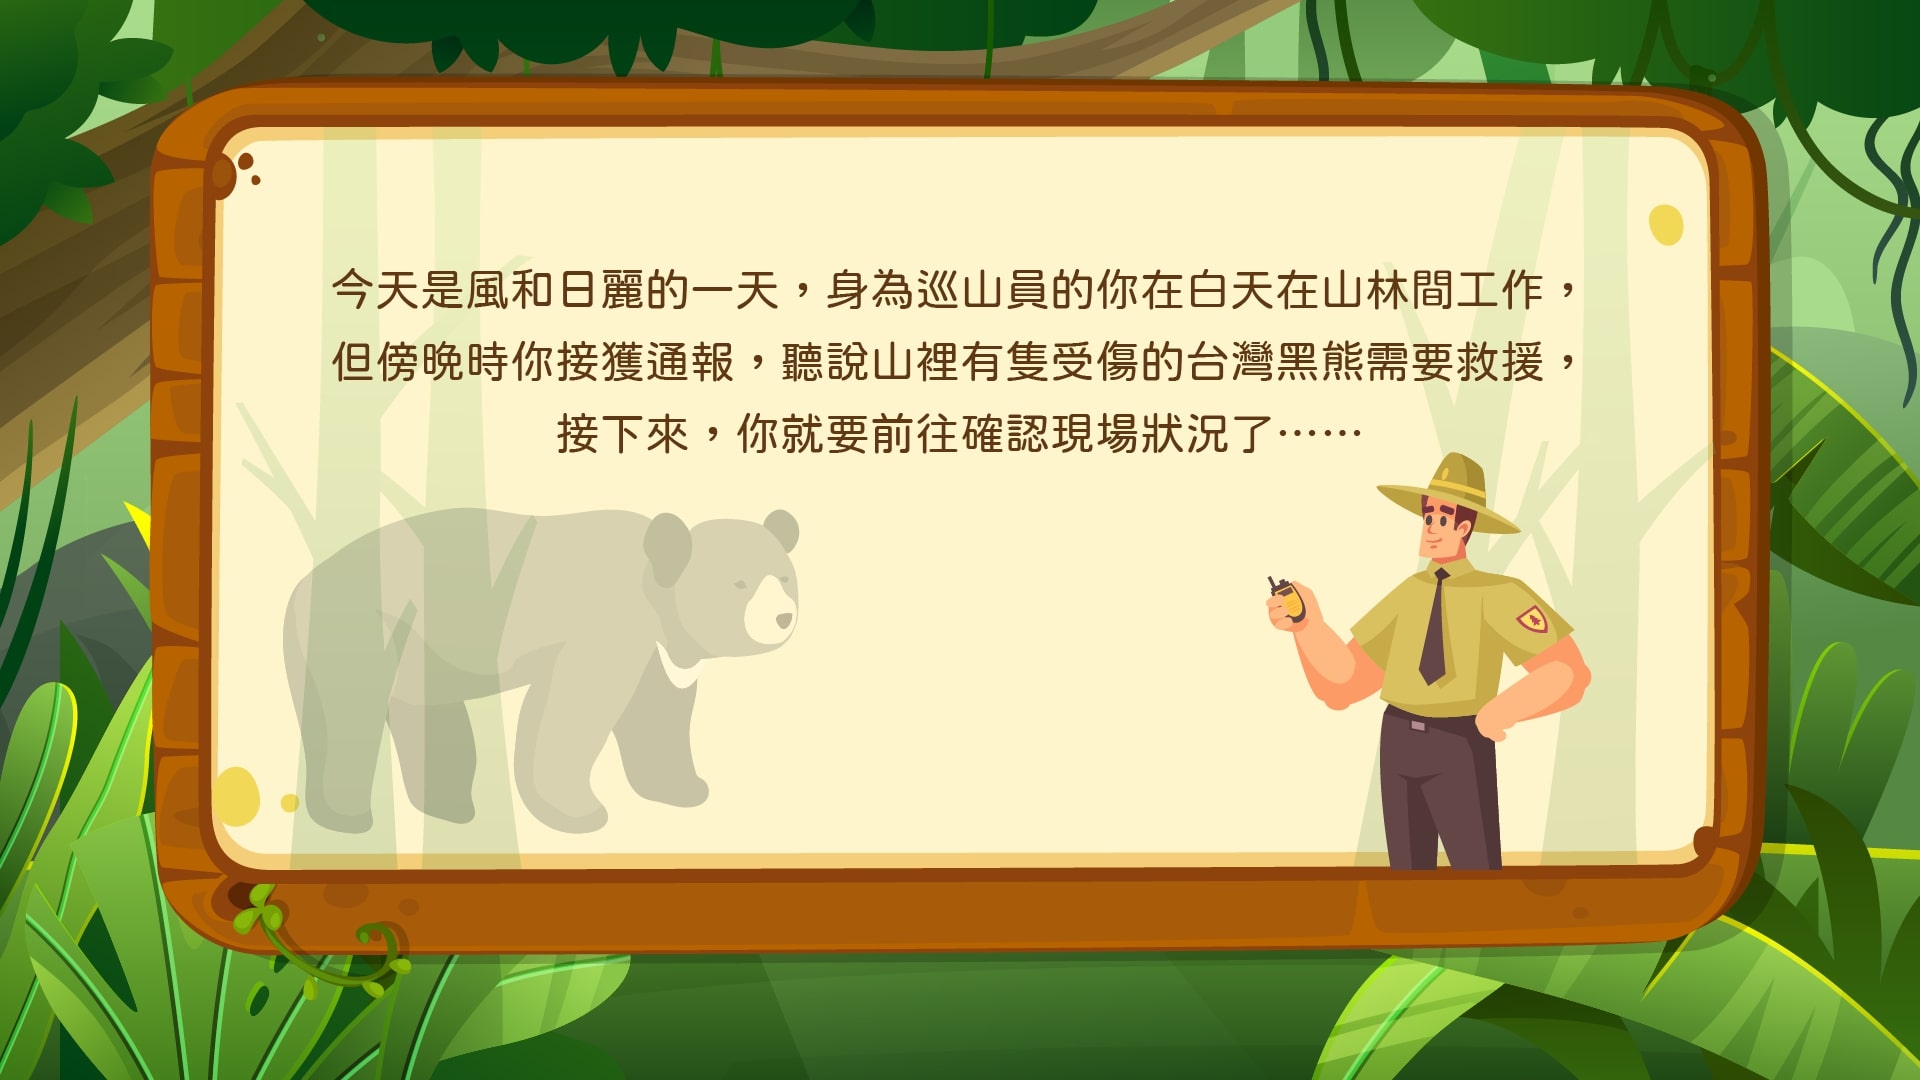 今天是風和日麗的一天，身為巡山員的你在白天在山林間工作，
但傍晚時你接獲通報，聽說山裡有隻受傷的台灣黑熊需要救援，
接下來，你就要前往確認現場狀況了……